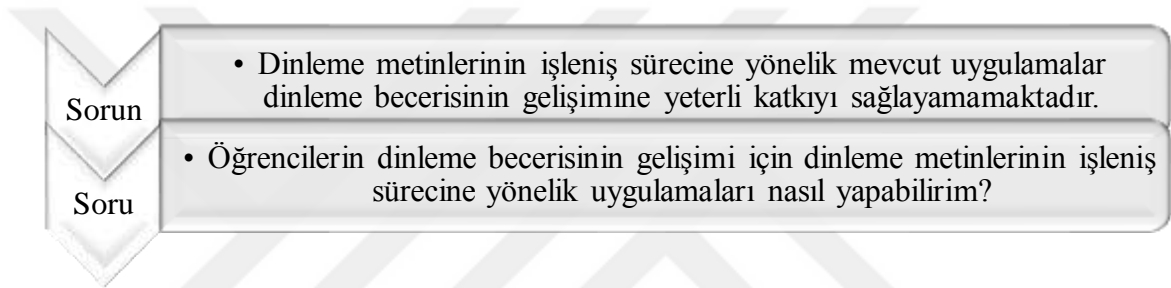 Sorun
• Dinleme metinlerinin işleniş sürecine yönelik mevcut uygulamalar
dinleme becerisinin gelişimine yeterli katkıyı sağlayamamaktadır.
Soru
• Öğrencilerin dinleme becerisinin gelişimi için dinleme metinlerinin işleniş
sürecine yönelik uygulamaları nasıl yapabilirim?